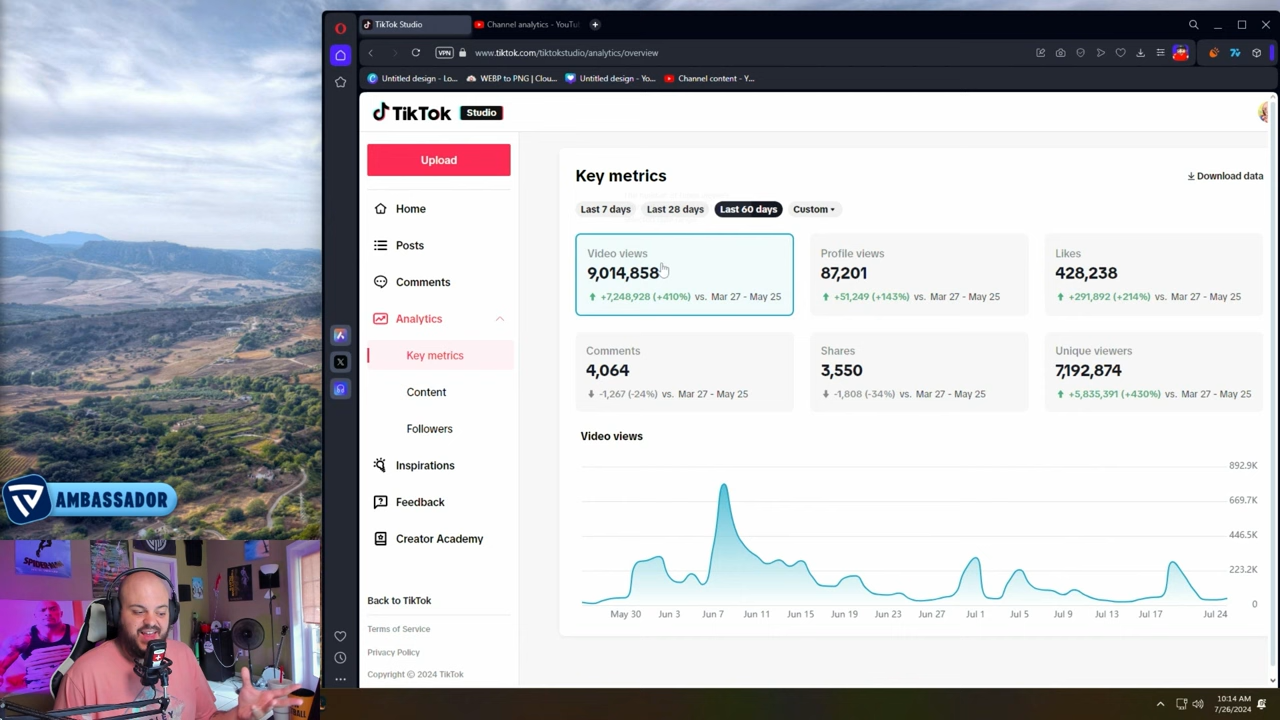 TikTok Studio
Channel analytics - YouTu
VPN
www.tiktok.com/tiktokstudio/analytics/overview
Untitled design - Lo...
WEBP to PNG | Clou...
Untitled design - Yo...
Channel content - Y...
TikTok Studio
Upload
Home
Posts
Comments
Analytics
Key metrics
Content
Followers
Inspirations
Feedback
Creator Academy
Back to TikTok
Terms of Service
Privacy Policy
Copyright © 2024 TikTok
Key metrics
Download data
Last 7 days
Last 28 days
Last 60 days
Custom
Video views
9,014,858
+7,248,928 (+410%) vs. Mar 27 - May 25
Profile views
87,201
+51,249 (+143%) vs. Mar 27 - May 25
Likes
428,238
+291,892 (+214%) vs. Mar 27 - May 25
Comments
4,064
-1,267 (-24%) vs. Mar 27 - May 25
Shares
3,550
-1,808 (-34%) vs. Mar 27 - May 25
Unique viewers
7,192,874
+5,835,391 (+430%) vs. Mar 27 - May 25
Video views
892.9K
669.7K
446.5K
223.2K
0
May 30 Jun 3 Jun 7 Jun 11 Jun 15 Jun 19 Jun 23 Jun 27 Jul 1 Jul 5 Jul 9 Jul 13 Jul 17 Jul 24
AMBASSADOR
10:14 AM
7/26/2024